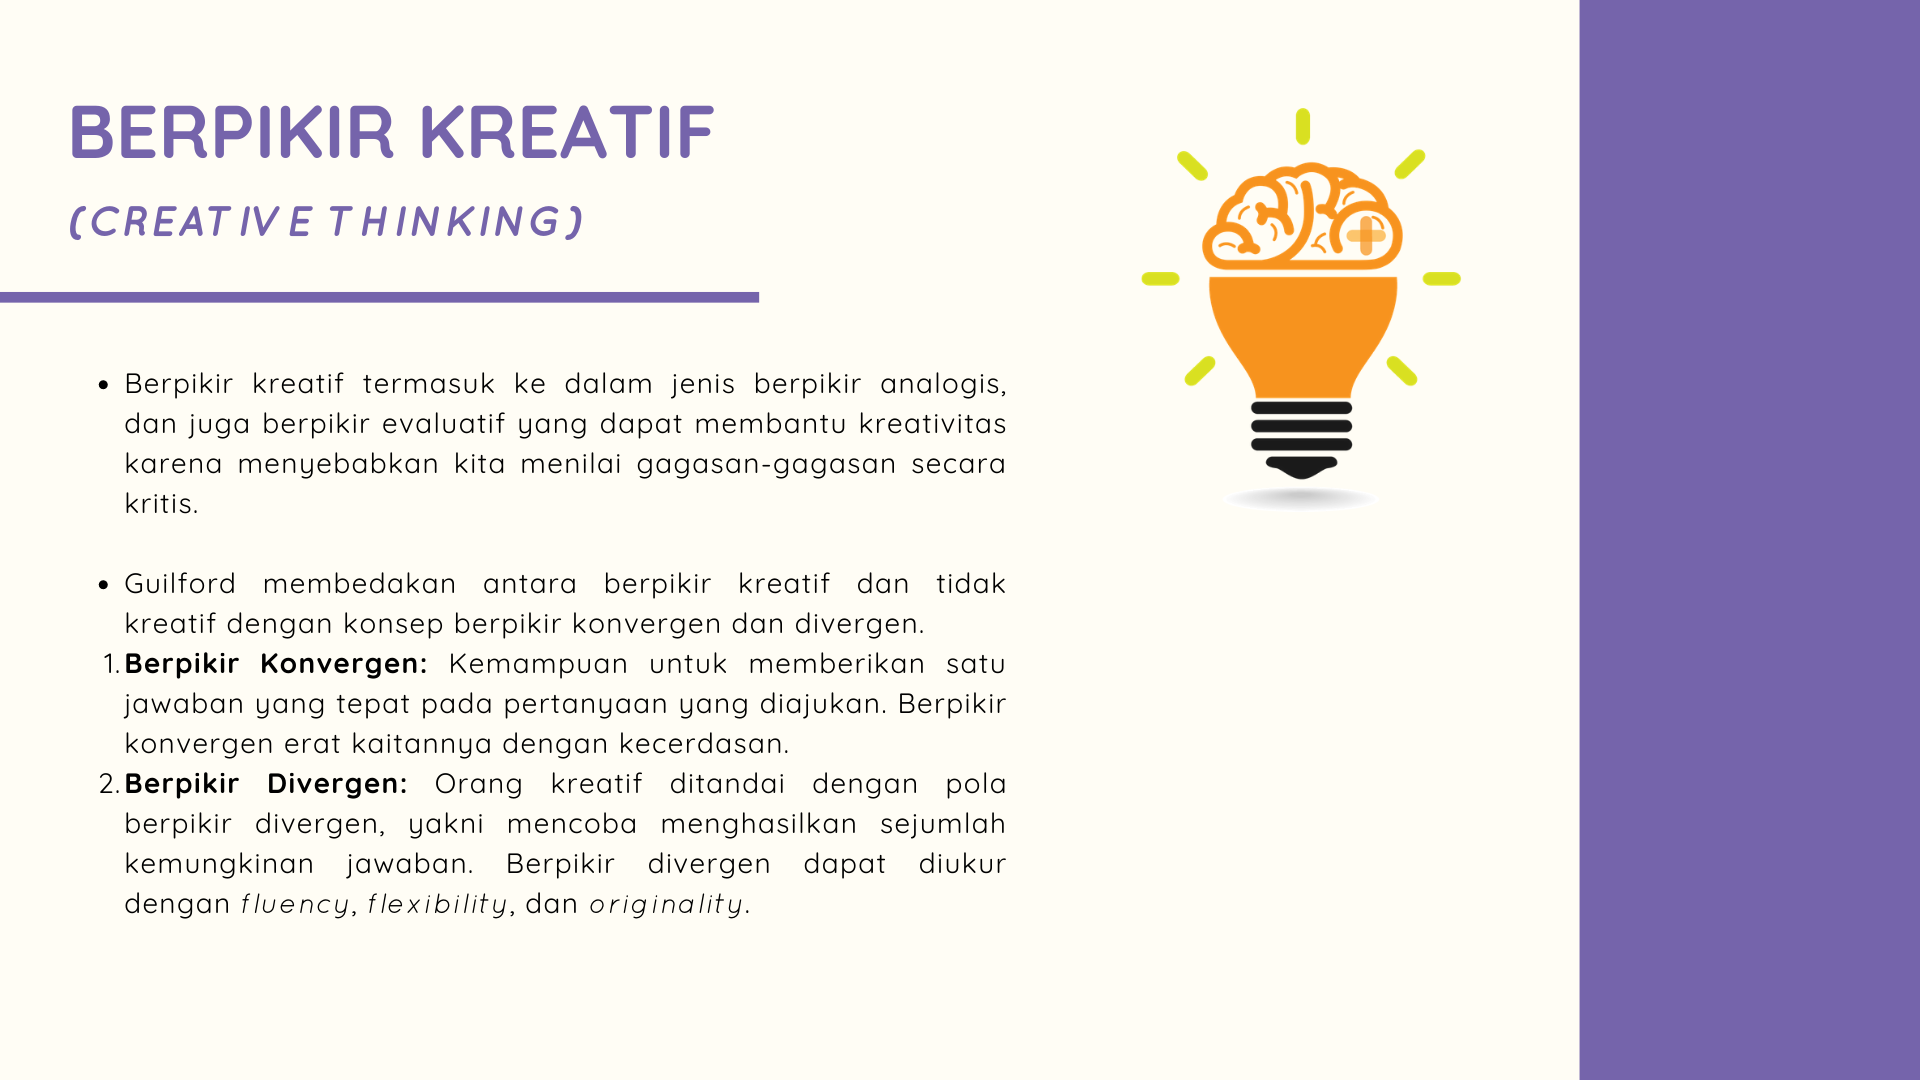 BERPIKIR KREATIF
(CREATIVE THINKING)
• Berpikir kreatif termasuk ke dalam jenis berpikir analogis,
dan juga berpikir evaluatif yang dapat membantu kreativitas
karena menyebabkan kita menilai gagasan-gagasan secara
kritis.
• Guilford membedakan antara berpikir kreatif dan tidak
kreatif dengan konsep berpikir konvergen dan divergen.
1. Berpikir Konvergen: Kemampuan untuk memberikan satu
jawaban yang tepat pada pertanyaan yang diajukan. Berpikir
konvergen erat kaitannya dengan kecerdasan.
2. Berpikir Divergen: Orang kreatif ditandai dengan pola
berpikir divergen, yakni mencoba menghasilkan sejumlah
kemungkinan jawaban. Berpikir divergen dapat diukur
dengan fluency, flexibility, dan originality.